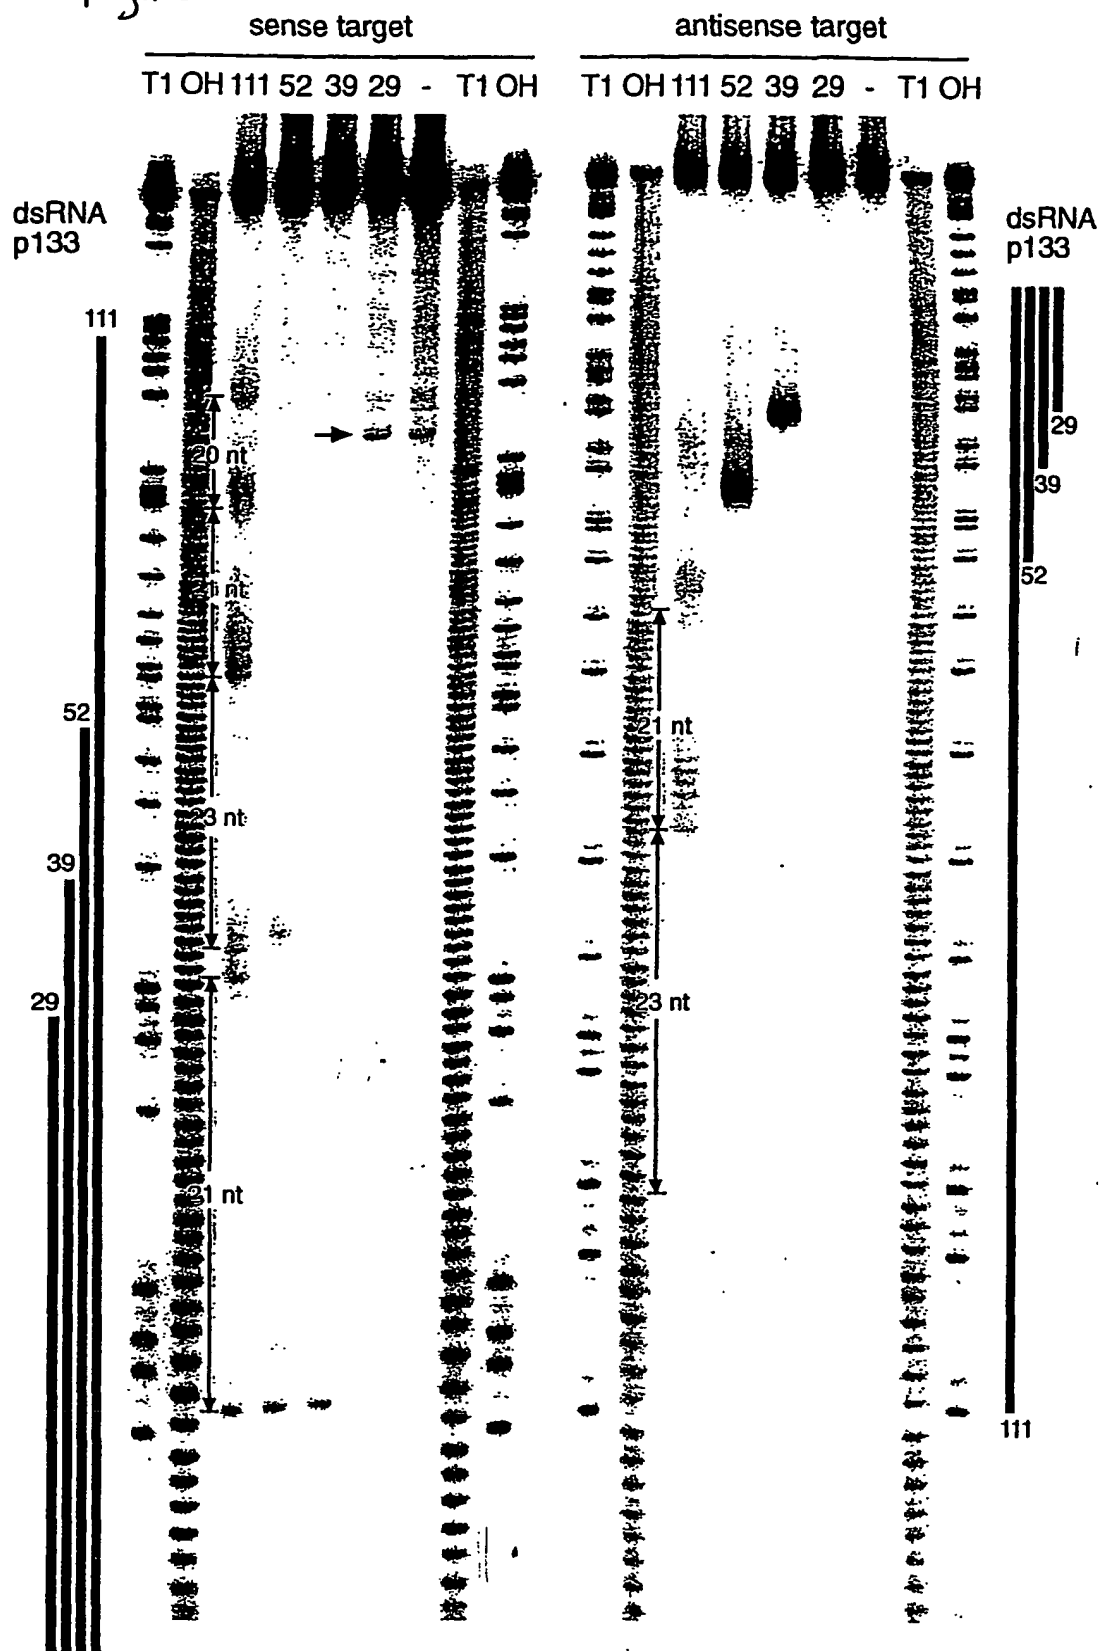 sense target
antisense target
T1 OH 111 52 39 29 - T1 OH
T1 OH 111 52 39 29 - T1 OH
dsRNA
p133
dsRNA
p133
111
29
20 nt
39
nt
52
52
21 nt
23 nt
39
29
23 nt
21 nt
111